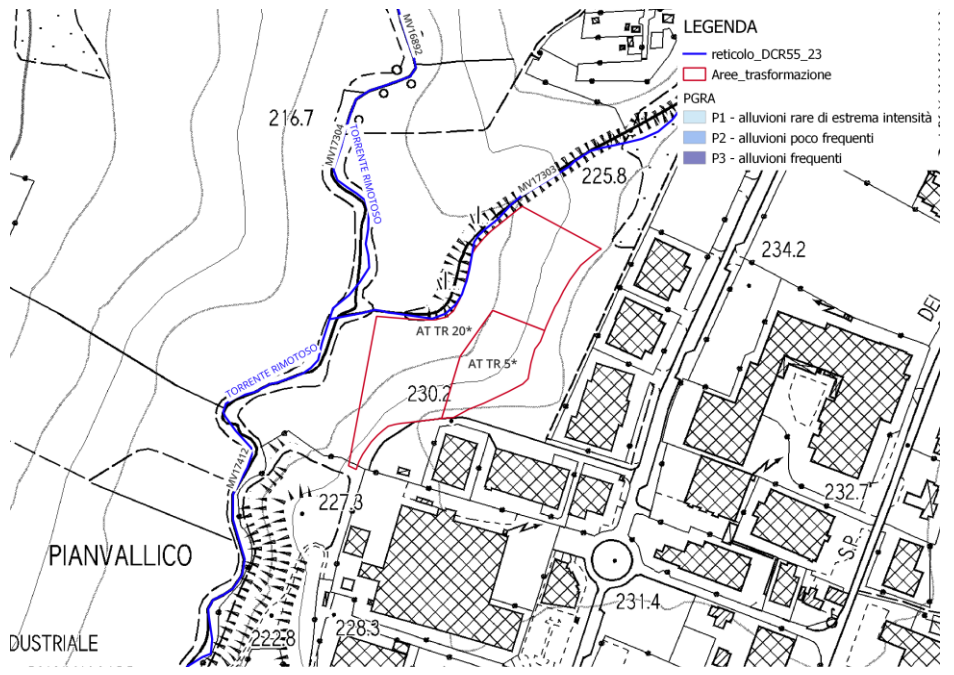 MV16892
LEGENDA
reticolo_DCR55_23
Aree_trasformazione
PGRA
P1 - alluvioni rare di estrema intensità
P2 - alluvioni poco frequenti
P3 - alluvioni frequenti
216.7
MV17304
TORRENTE RIMOTOSO
MV17303
225.8
234.2
DEL
AT TR 20*
AT TR 5*
TORRENTE RIMOTOSO
230.2
MV17412
227.3
232.7
PIANVALLICO
S.P.
231.4
228.3
222.8
DUSTRIALE